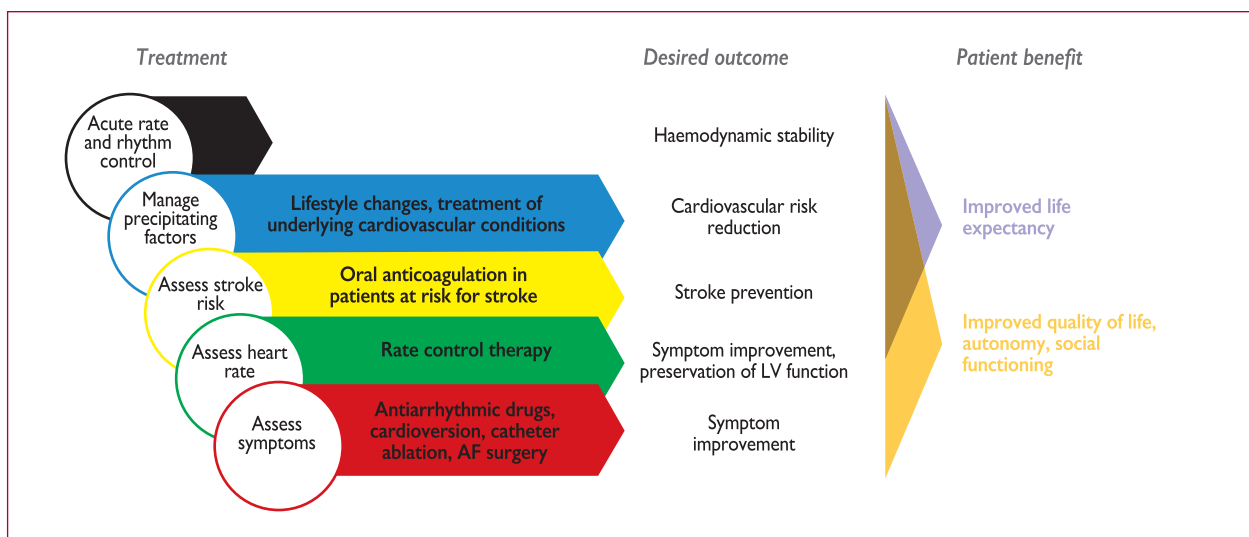 Treatment
Desired outcome
Patient benefit
Acute rate
and rhythm
control
Haemodynamic stability
Manage
precipitating
factors
Lifestyle changes, treatment of
underlying cardiovascular conditions
Cardiovascular risk
reduction
Improved life
expectancy
Assess stroke
risk
Oral anticoagulation in
patients at risk for stroke
Stroke prevention
Improved quality of life,
autonomy, social
functioning
Assess heart
rate
Rate control therapy
Symptom improvement,
preservation of LV function
Assess
symptoms
Antiarrhythmic drugs,
cardioversion, catheter
ablation, AF surgery
Symptom
improvement